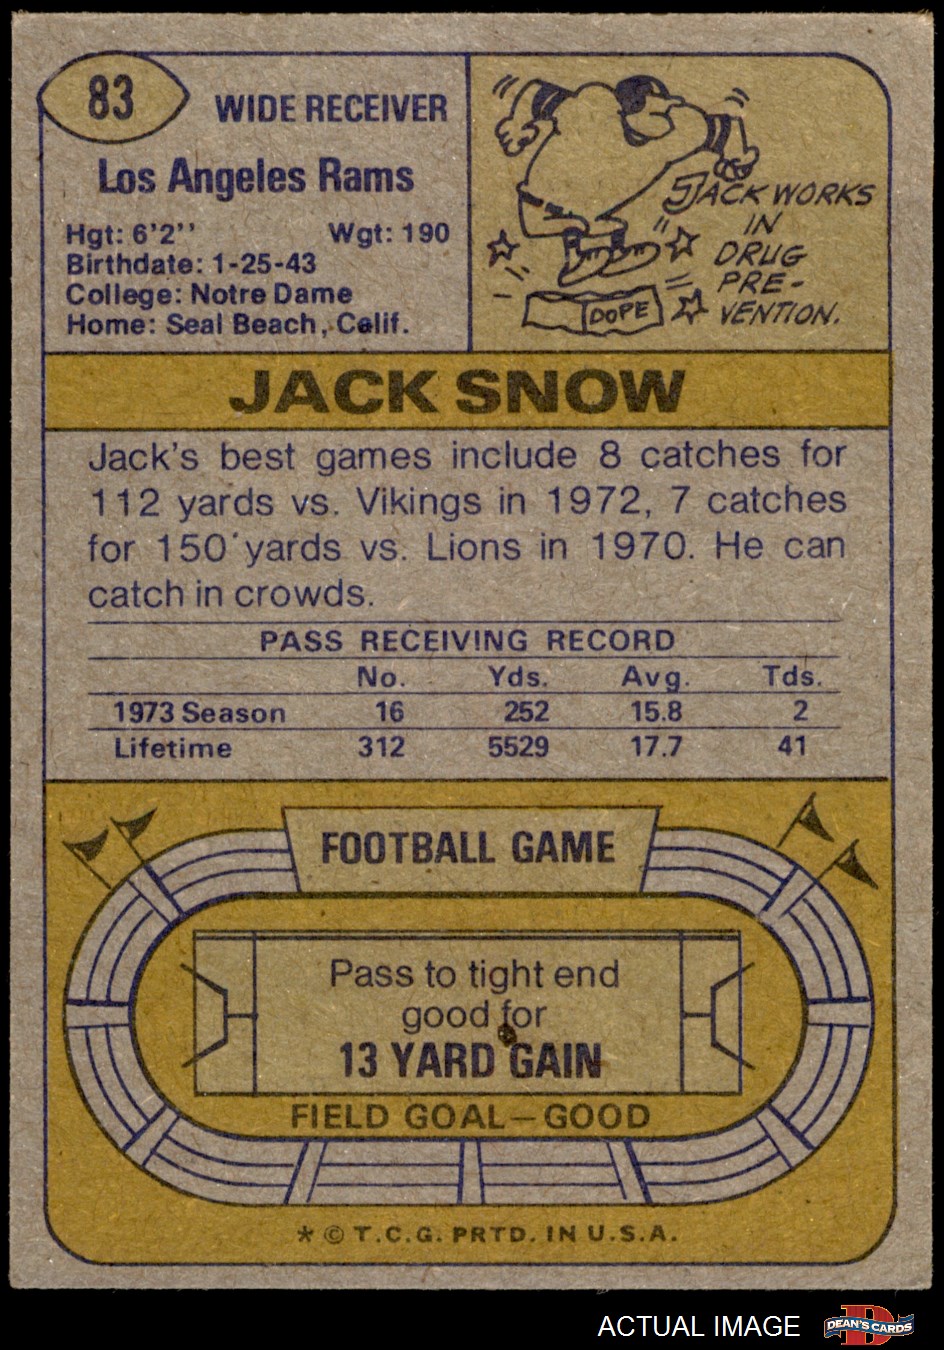 83
WIDE RECEIVER
Los Angeles Rams
Hgt: 6'2'' Wgt: 190
Birthdate: 1-25-43
College: Notre Dame
Home: Seal Beach, Calif.
JACK WORKS
IN
DRUG
PRE-
VENTION.
DOPE
JACK SNOW
Jack's best games include 8 catches for
112 yards vs. Vikings in 1972, 7 catches
for 150 yards vs. Lions in 1970. He can
catch in crowds.
PASS RECEIVING RECORD
No. Yds. Avg. Tds.
1973 Season 16 252 15.8 2
Lifetime 312 5529 17.7 41
FOOTBALL GAME
Pass to tight end
good for
13 YARD GAIN
FIELD GOAL—GOOD
* © T.C.G. PRTD. IN U.S.A.
ACTUAL IMAGE
D
DEAN'S CARDS